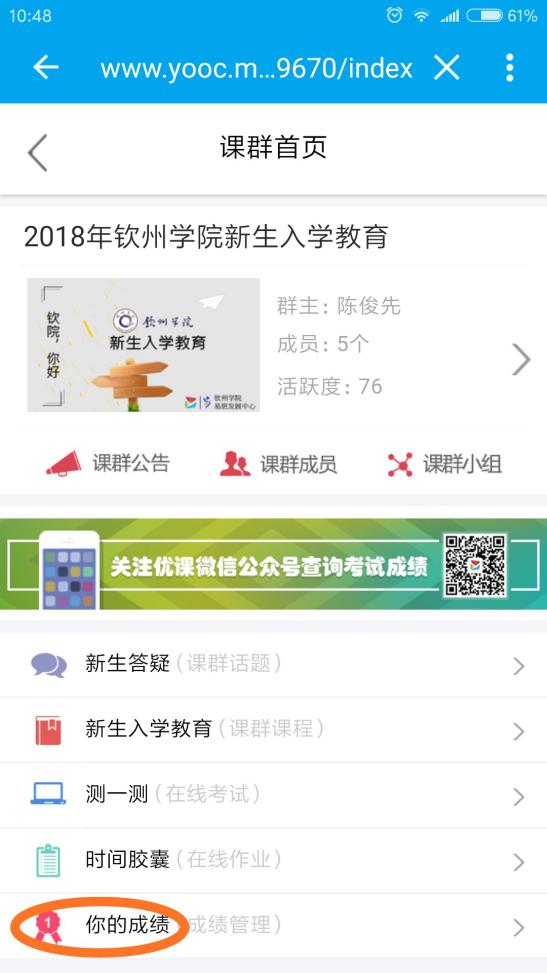 10:48
61%
www.yooc.m...9670/index
课群首页
2018年钦州学院新生入学教育
钦院，你好
钦州学院
新生入学教育
钦州学院
易班发展中心
群主: 陈俊先
成员: 5个
活跃度: 76
课群公告
课群成员
课群小组
关注优课微信公众号查询考试成绩
新生答疑(课群话题)
新生入学教育(课群课程)
测一测(在线考试)
时间胶囊(在线作业)
1
你的成绩(成绩管理)